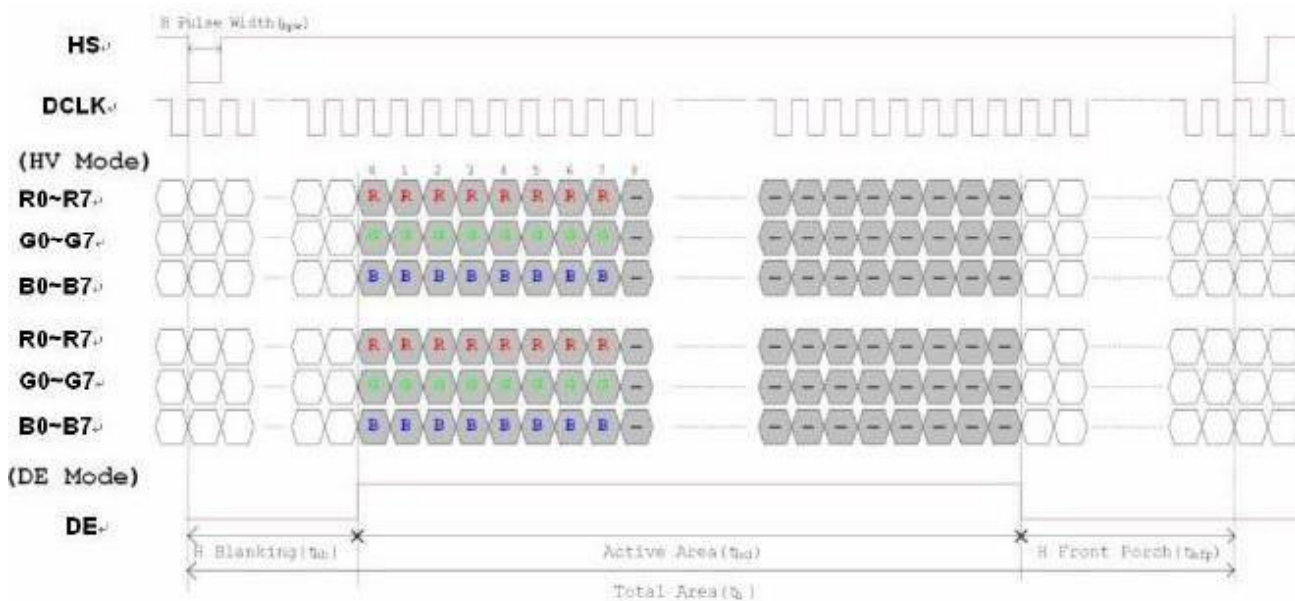 H Pulse Width(thpw)
HS
DCLK
(HV Mode)
0 1 2 3 4 5 6 7 8
R0~R7 R R R R R R R R - - - - - - - - -
G0~G7 G G G G G G G G - - - - - - - - -
B0~B7 B B B B B B B B - - - - - - - - -
R0~R7 R R R R R R R R - - - - - - - - -
G0~G7 G G G G G G G G - - - - - - - - -
B0~B7 B B B B B B B B - - - - - - - - -
(DE Mode)
DE
H Blanking(thb) Active Area(thd) H Front Porch(thfp)
Total Area(th)